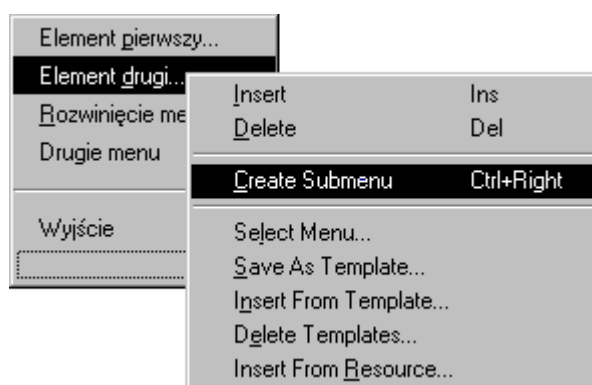 Element pierwszy...
Element drugi...
Rozwinięcie me
Drugie menu
Wyjście
Insert Ins
Delete Del
Create Submenu Ctrl+Right
Select Menu...
Save As Template...
Insert From Template...
Delete Templates...
Insert From Resource...